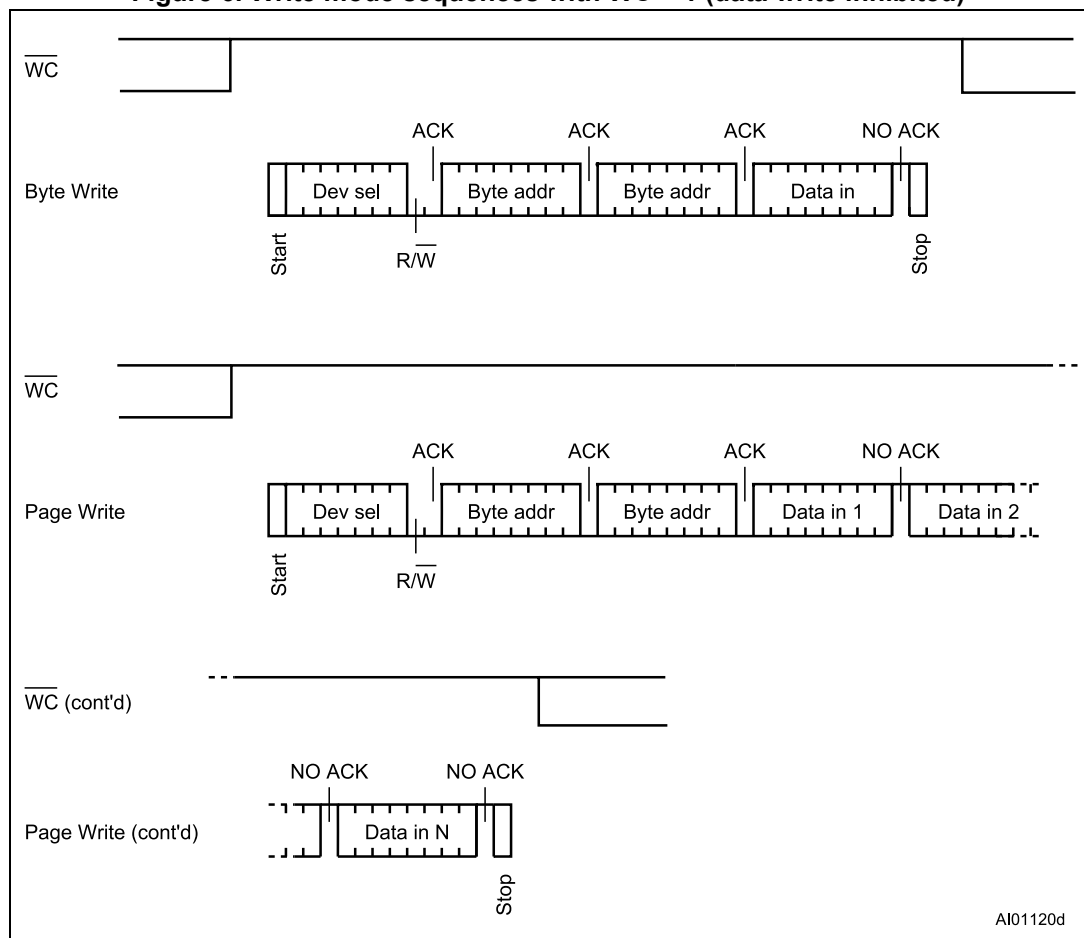 WC
ACK ACK ACK NO ACK
Byte Write Dev sel Byte addr Byte addr Data in
Start R/W Stop
WC
ACK ACK ACK NO ACK
Page Write Dev sel Byte addr Byte addr Data in 1 Data in 2
Start R/W
WC (cont'd)
NO ACK NO ACK
Page Write (cont'd) Data in N
Stop
AI01120d